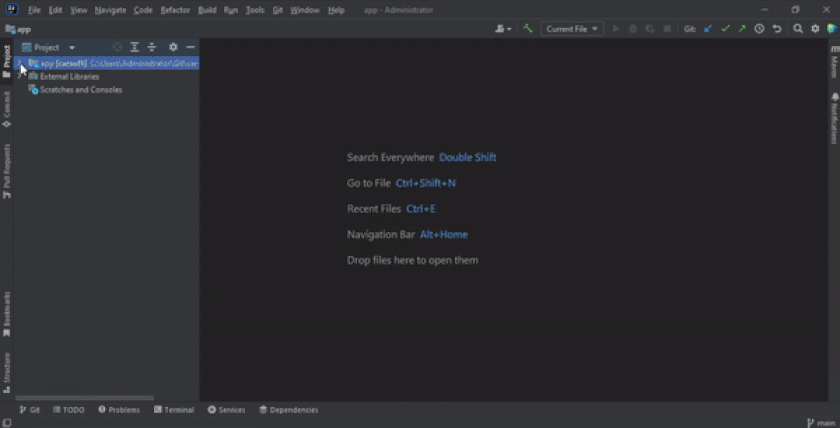 File Edit View Navigate Code Refactor Build Run Tools Git Window Help app - Administrator
app
Current File
Git:
Project
app [carsoft] C:\Users\Administrator\Git\car-
External Libraries
Scratches and Consoles
Project
Commit
Pull Requests
Bookmarks
Structure
Search Everywhere Double Shift
Go to File Ctrl+Shift+N
Recent Files Ctrl+E
Navigation Bar Alt+Home
Drop files here to open them
m
Maven
Notifications
Git TODO Problems Terminal Services Dependencies
main